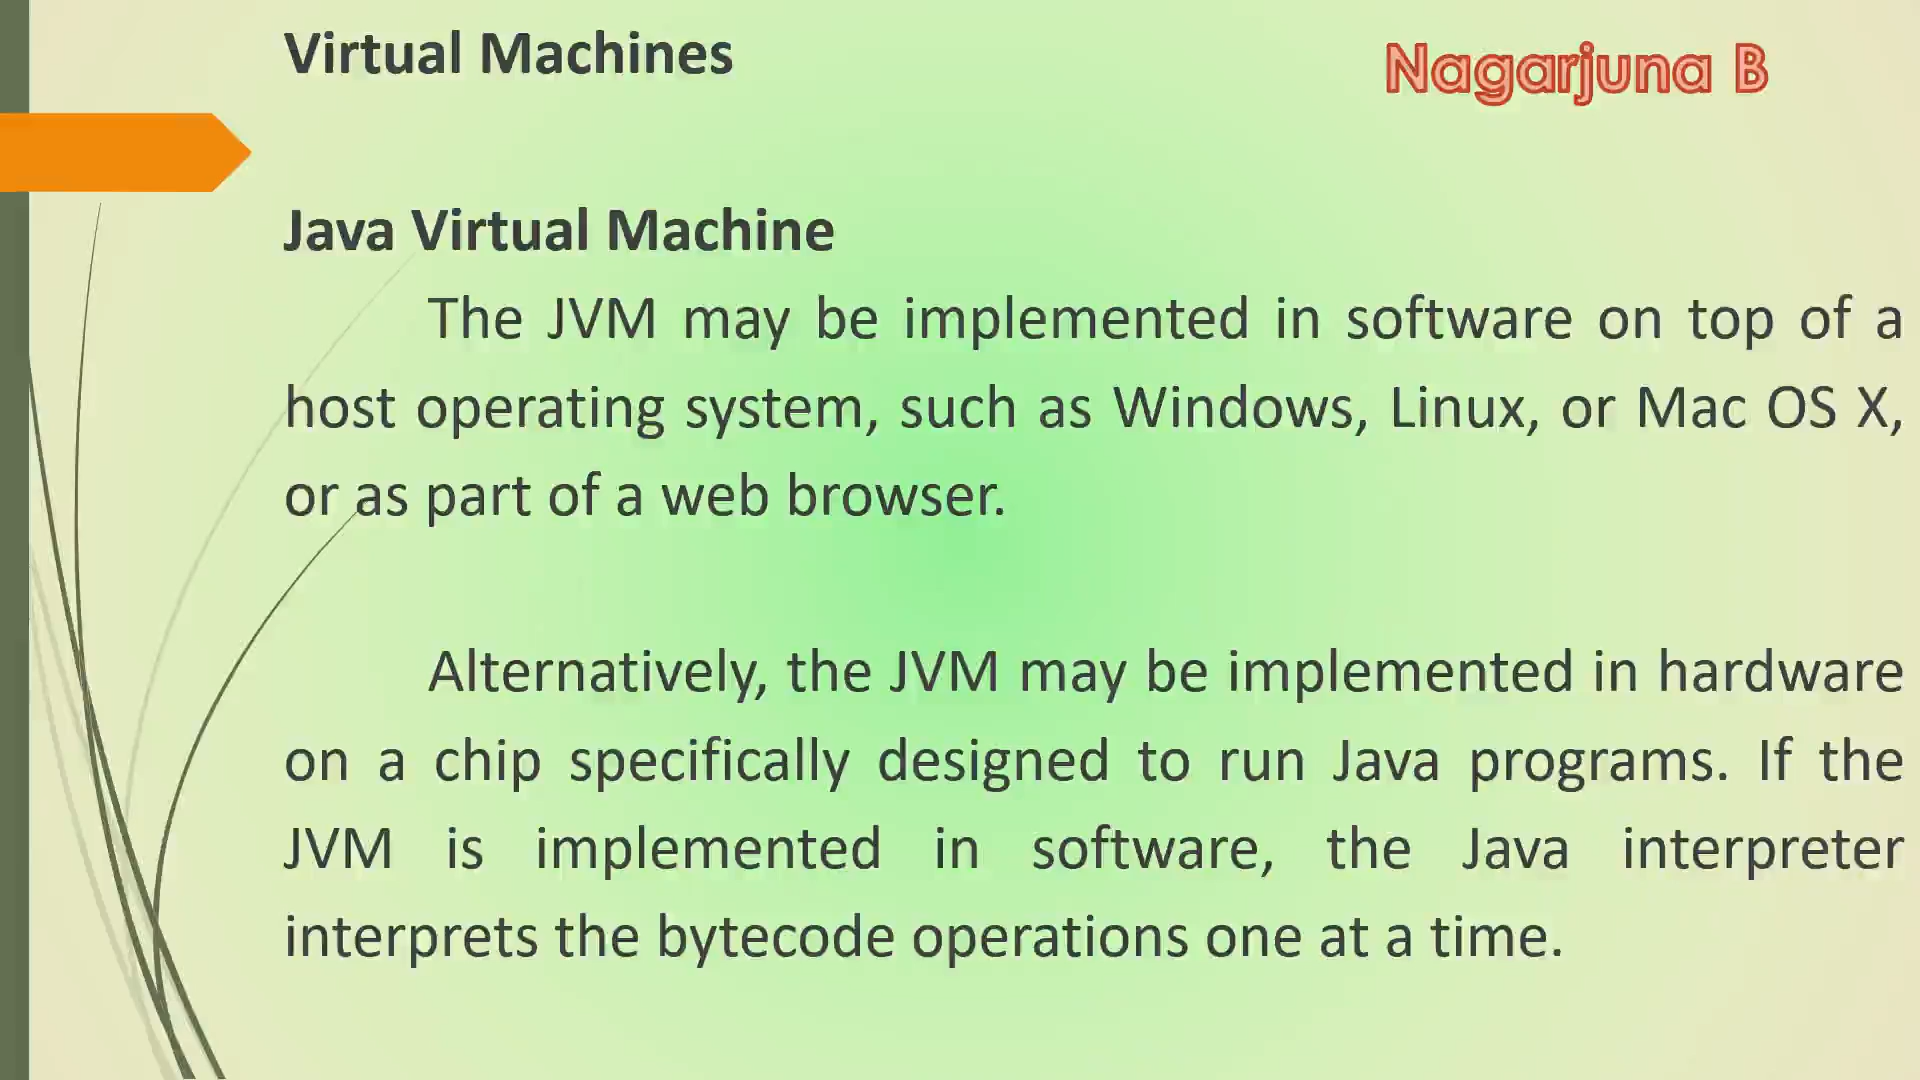 Virtual Machines
Nagarjuna B
Java Virtual Machine
The JVM may be implemented in software on top of a
host operating system, such as Windows, Linux, or Mac OS X,
or as part of a web browser.
Alternatively, the JVM may be implemented in hardware
on a chip specifically designed to run Java programs. If the
JVM is implemented in software, the Java interpreter
interprets the bytecode operations one at a time.